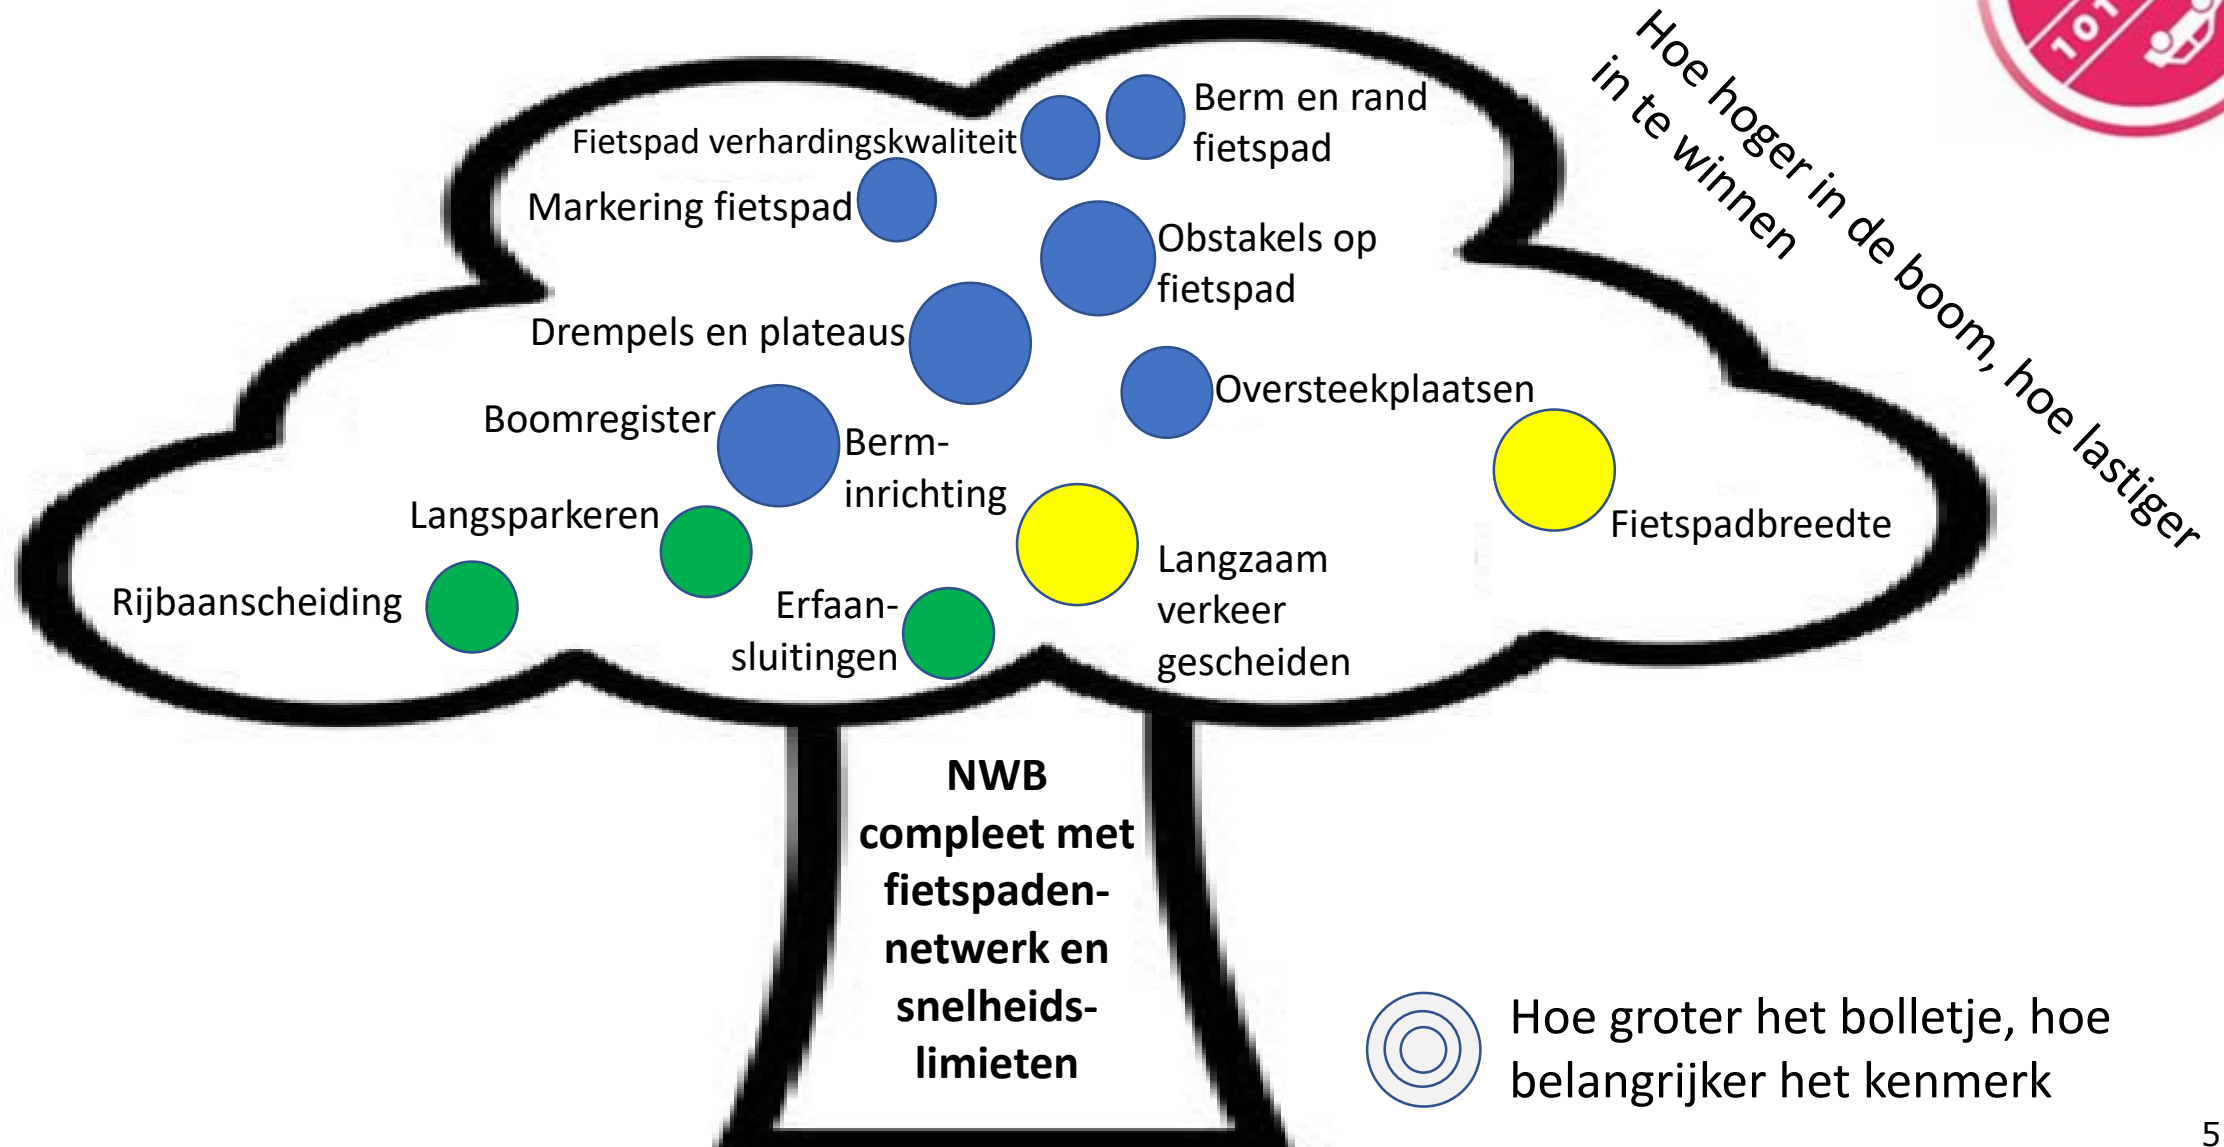 101
Hoe hoger in de boom, hoe lastiger
in te winnen
Berm en rand
fietspad
Fietspad verhardingskwaliteit
Markering fietspad
Obstakels op
fietspad
Drempels en plateaus
Oversteekplaatsen
Boomregister
Berm-
inrichting
Langsparkeren
Fietspadbreedte
Langzaam
verkeer
gescheiden
Rijbaanscheiding
Erfaan-
sluitingen
NWB
compleet met
fietspaden-
netwerk en
snelheids-
limieten
Hoe groter het bolletje, hoe
belangrijker het kenmerk
5